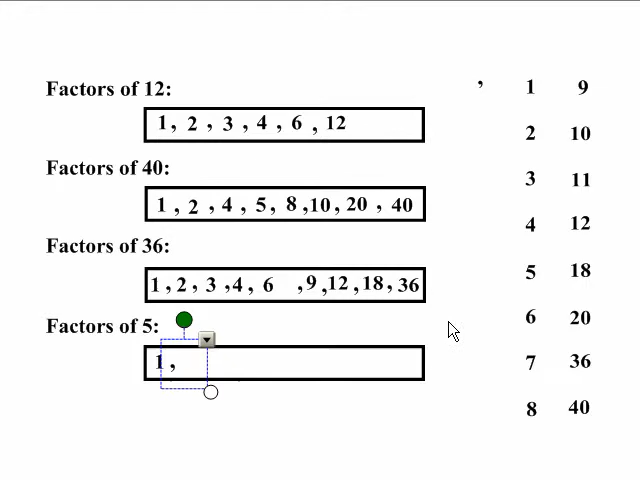 Factors of 12:
1, 2, 3, 4, 6, 12
Factors of 40:
1, 2, 4, 5, 8,10, 20, 40
Factors of 36:
1, 2, 3,4, 6 ,9,12,18,36
Factors of 5:
1,
, 1 9
2 10
3 11
4 12
5 18
6 20
7 36
8 40